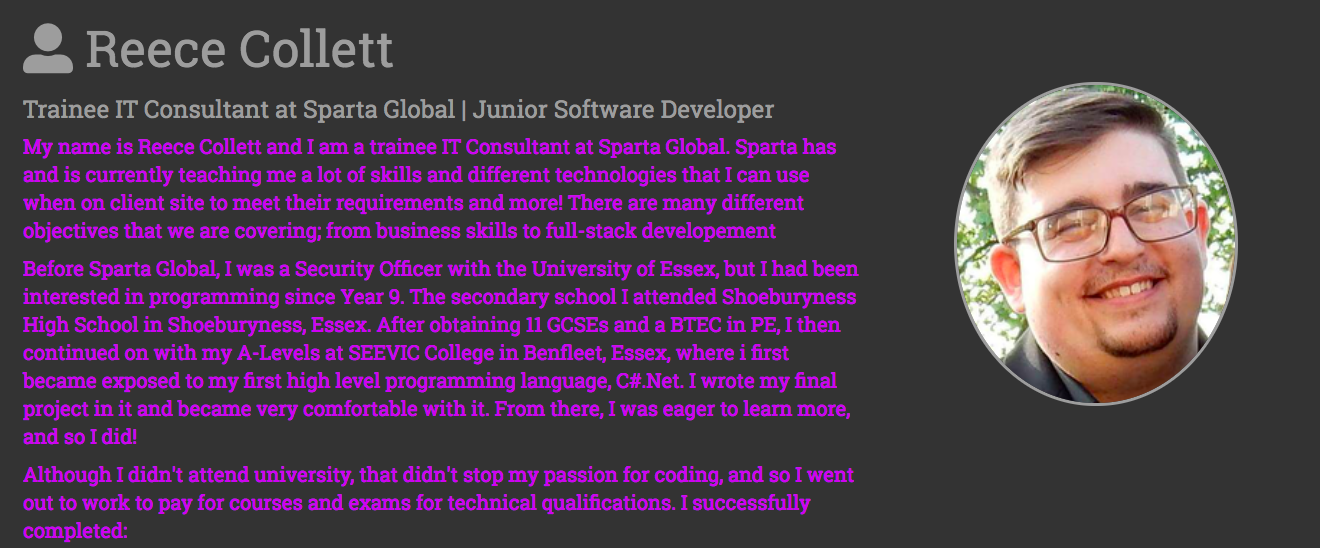 Reece Collett
Trainee IT Consultant at Sparta Global | Junior Software Developer
My name is Reece Collett and I am a trainee IT Consultant at Sparta Global. Sparta has
and is currently teaching me a lot of skills and different technologies that I can use
when on client site to meet their requirements and more! There are many different
objectives that we are covering; from business skills to full-stack developement
Before Sparta Global, I was a Security Officer with the University of Essex, but I had been
interested in programming since Year 9. The secondary school I attended Shoeburyness
High School in Shoeburyness, Essex. After obtaining 11 GCSEs and a BTEC in PE, I then
continued on with my A-Levels at SEEVIC College in Benfleet, Essex, where i first
became exposed to my first high level programming language, C#.Net. I wrote my final
project in it and became very comfortable with it. From there, I was eager to learn more,
and so I did!
Although I didn't attend university, that didn't stop my passion for coding, and so I went
out to work to pay for courses and exams for technical qualifications. I successfully
completed: